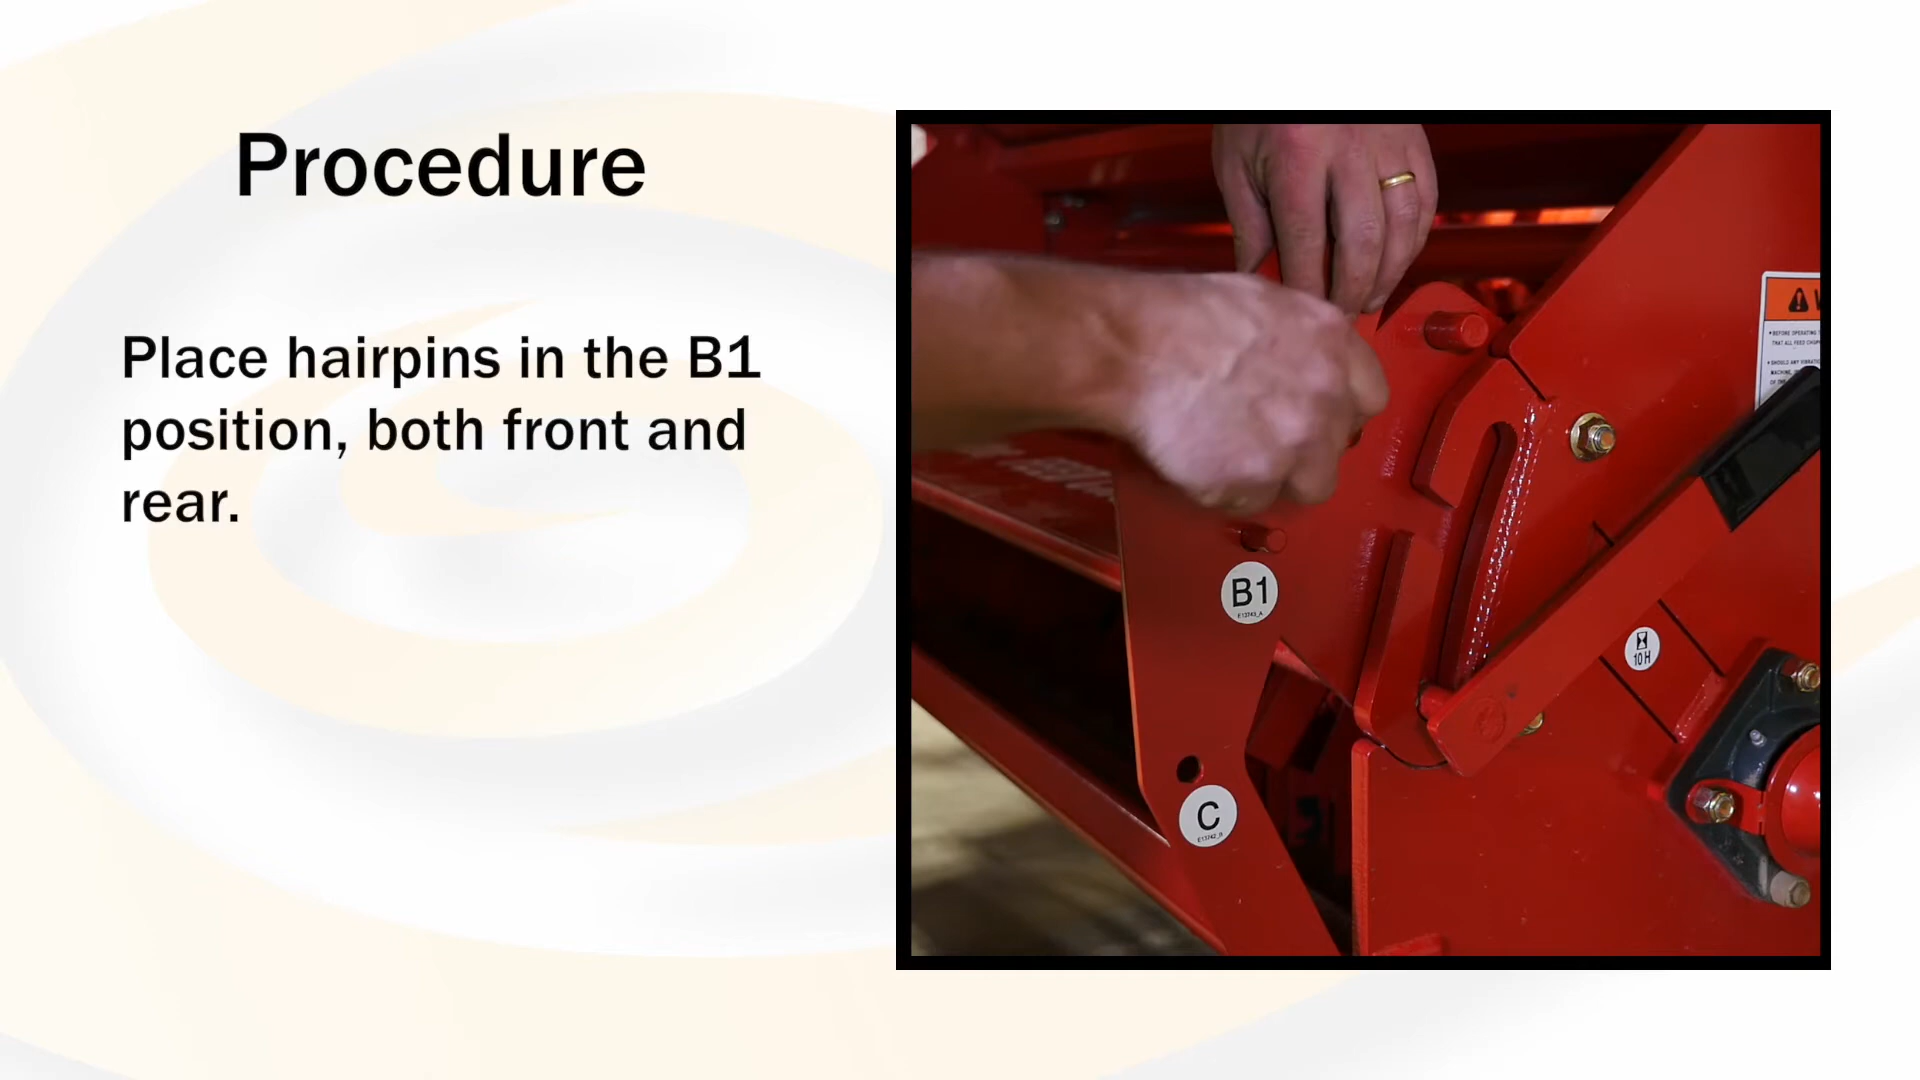 Procedure
Place hairpins in the B1
position, both front and
rear.
B1
C
10 H